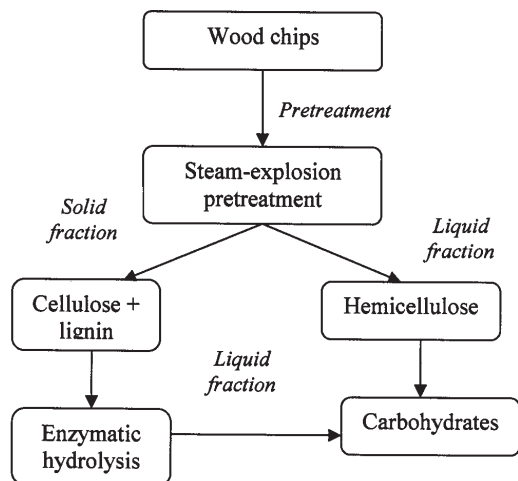 Wood chips
Pretreatment
Steam-explosion
pretreatment
Solid
fraction
Liquid
fraction
Cellulose +
lignin
Hemicellulose
Liquid
fraction
Enzymatic
hydrolysis
Carbohydrates